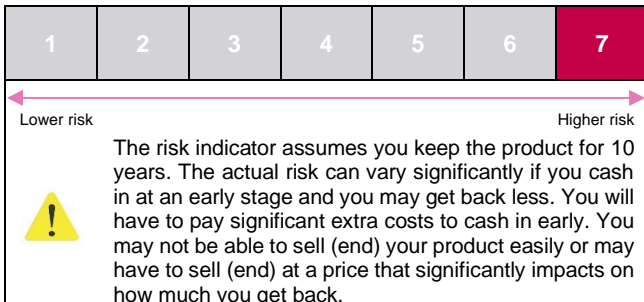 1 2 3 4 5 6 7
Lower risk Higher risk
The risk indicator assumes you keep the product for 10
years. The actual risk can vary significantly if you cash
in at an early stage and you may get back less. You will
have to pay significant extra costs to cash in early. You
may not be able to sell (end) your product easily or may
have to sell (end) at a price that significantly impacts on
how much you get back.